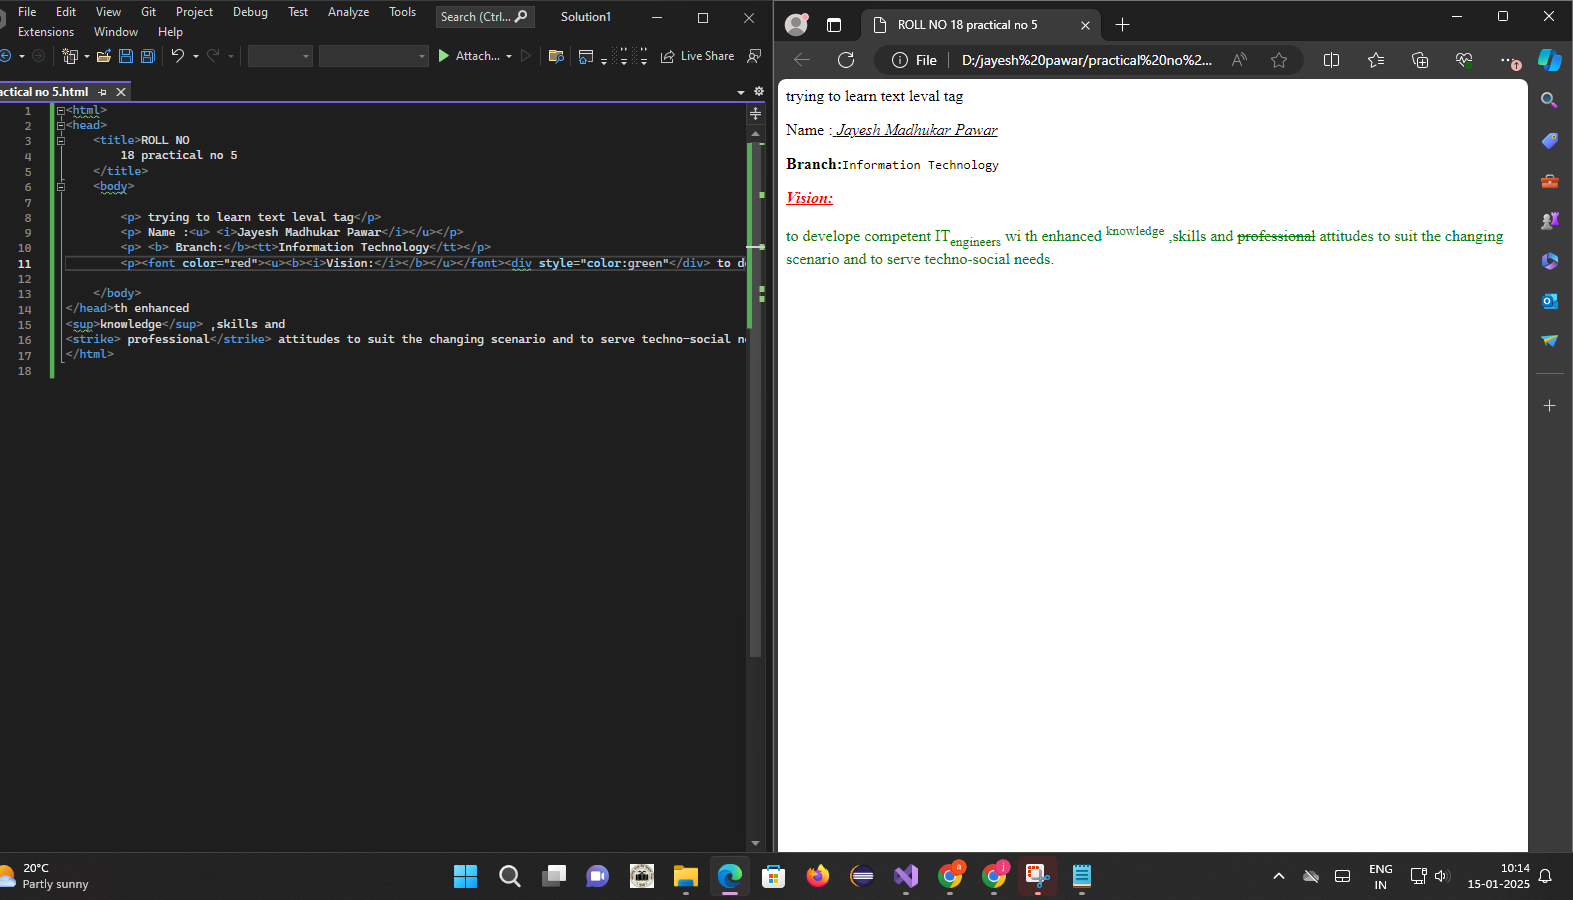 File Edit View Git Project Debug Test Analyze Tools Search (Ctrl... Solution1
Extensions Window Help
Attach... Live Share
actical no 5.html
1 <html>
2 <head>
3 <title>ROLL NO
4 18 practical no 5
5 </title>
6 <body>
7
8 <p> trying to learn text leval tag</p>
9 <p> Name :<u> <i>Jayesh Madhukar Pawar</i></u></p>
10 <p> <b> Branch:</b><tt>Information Technology</tt></p>
11 <p><font color="red"><u><b><i>Vision:</i></b></u></font><div style="color:green"</div> to de
12
13 </body>
14 </head>th enhanced
15 <sup>knowledge</sup> ,skills and
16 <strike> professional</strike> attitudes to suit the changing scenario and to serve techno-social n
17 </html>
18
ROLL NO 18 practical no 5
File D:/jayesh%20pawar/practical%20no%2...
trying to learn text leval tag
Name : Jayesh Madhukar Pawar
Branch:Information Technology
Vision:
to develope competent IT engineers wi th enhanced knowledge ,skills and professional attitudes to suit the changing
scenario and to serve techno-social needs.
20°C
Partly sunny
a
j
ENG
IN
10:14
15-01-2025